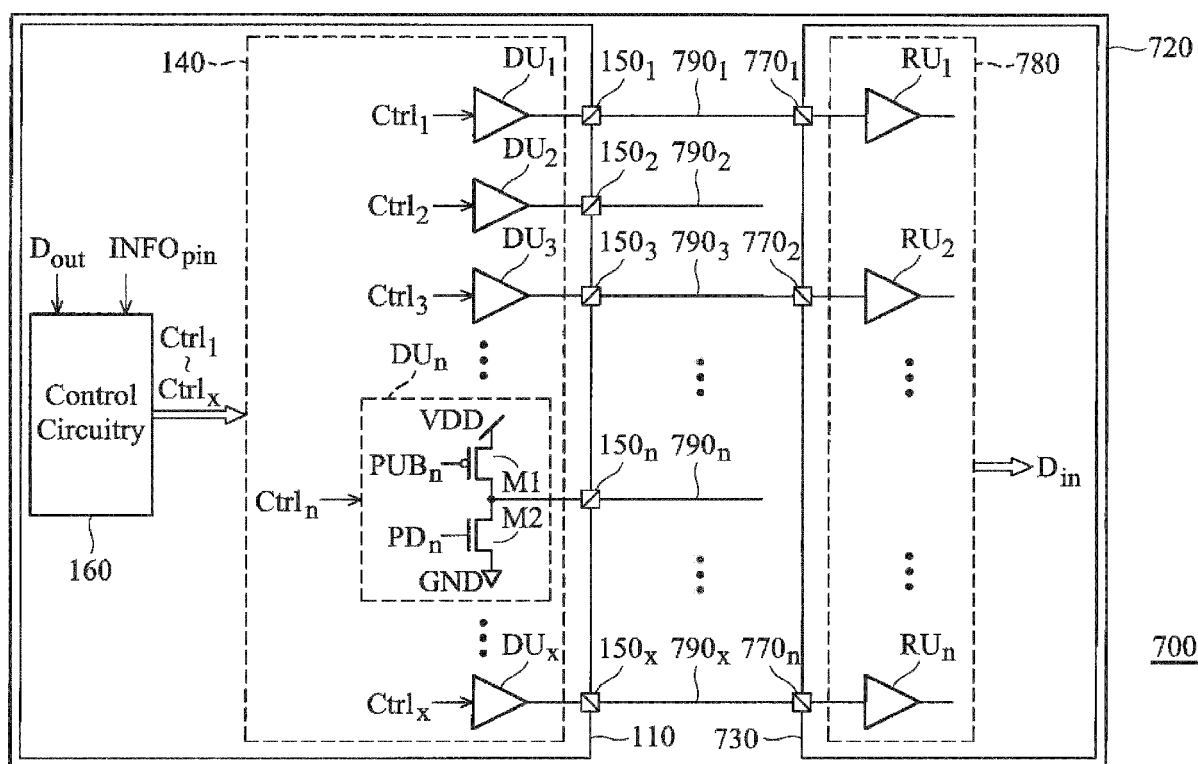 140
DU1
1501
7901
7701
RU1
780
720
Ctrl1
DU2
1502
7902
Ctrl2
Dout
INFOpin
DU3
1503
7903
7702
RU2
Ctrl3
Ctrl1
~
Ctrlx
Control
Circuitry
160
DUn
VDD
PUBn
M1
150n
790n
Ctrln
M2
PDn
GND
Din
DUx
150x
790x
770n
RUn
Ctrlx
110
730
700